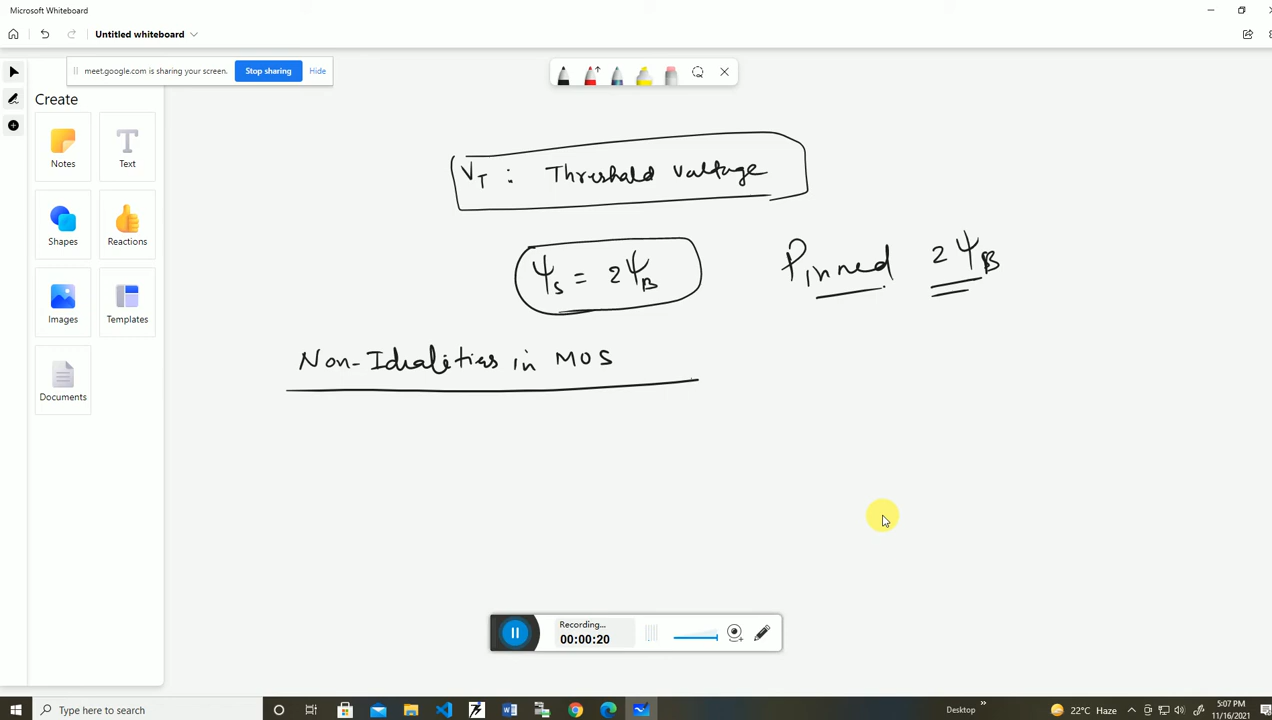 Microsoft Whiteboard
Untitled whiteboard
meet.google.com is sharing your screen.
Stop sharing
Hide
Create
Notes
Text
Shapes
Reactions
Images
Templates
Documents
V_T : Threshold Voltage
Ψ_S = 2Ψ_B
Pinned 2Ψ_B
Non-Idealities in MOS
Recording...
00:00:20
Type here to search
Desktop
22°C Haze
5:07 PM
11/16/2021